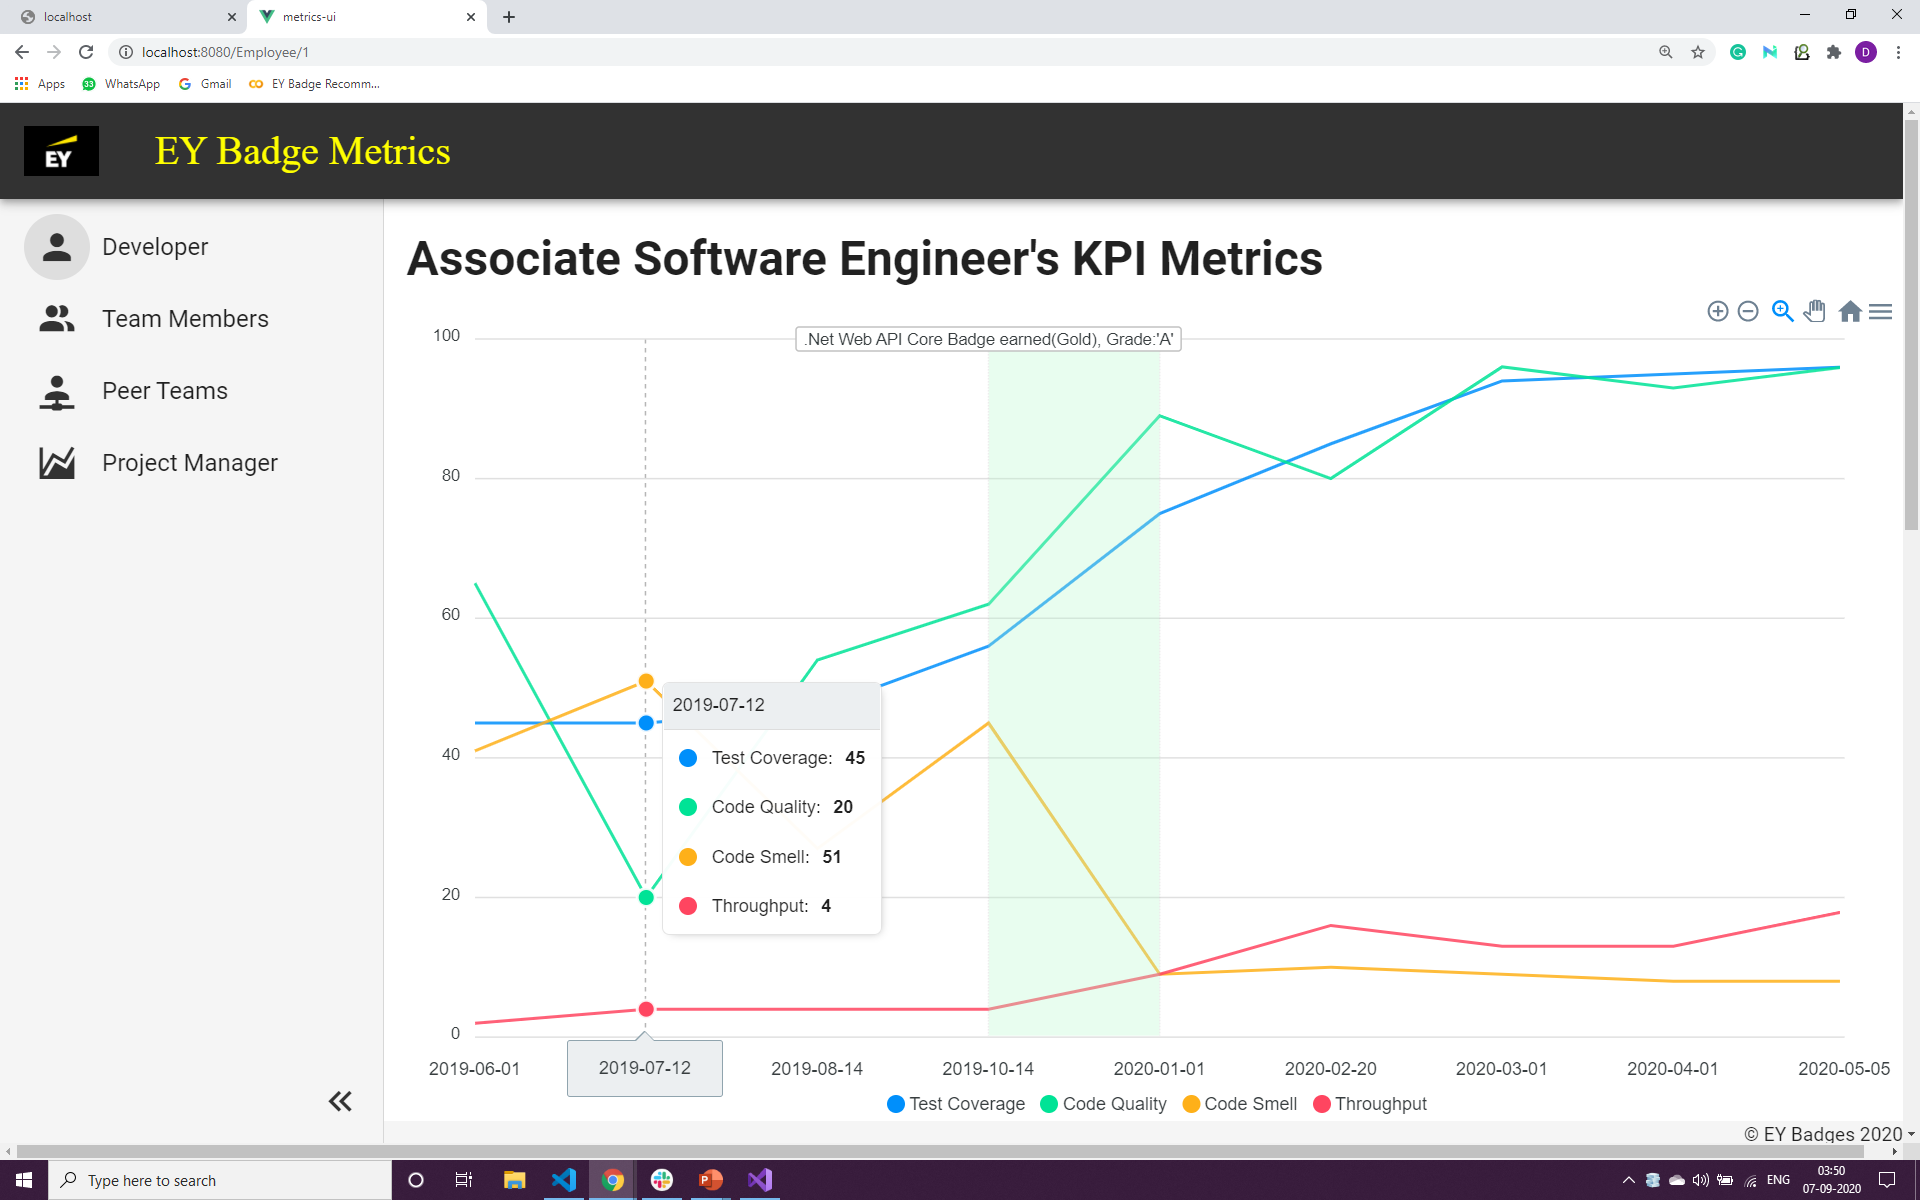 localhost
metrics-ui
localhost:8080/Employee/1
D
Apps
33
WhatsApp
Gmail
EY Badge Recomm...
EY
EY Badge Metrics
Developer
Team Members
Peer Teams
Project Manager
Associate Software Engineer's KPI Metrics
.Net Web API Core Badge earned(Gold), Grade:'A'
100
80
60
40
20
0
2019-07-12
Test Coverage: 45
Code Quality: 20
Code Smell: 51
Throughput: 4
2019-06-01
2019-07-12
2019-08-14
2019-10-14
2020-01-01
2020-02-20
2020-03-01
2020-04-01
2020-05-05
Test Coverage
Code Quality
Code Smell
Throughput
© EY Badges 2020
Type here to search
ENG
03:50
07-09-2020